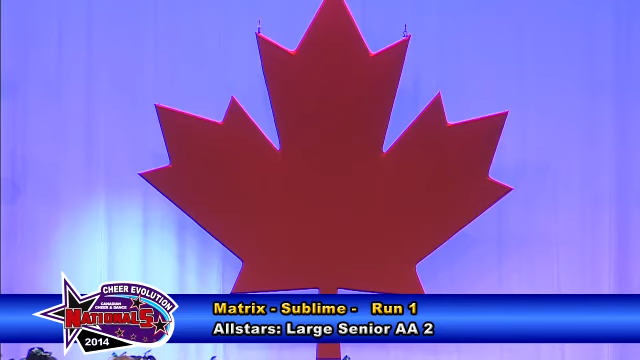 CHEER EVOLUTION
CANADIAN
CHEER & DANCE
NATIONALS
2014
Matrix - Sublime - Run 1
Allstars: Large Senior AA 2